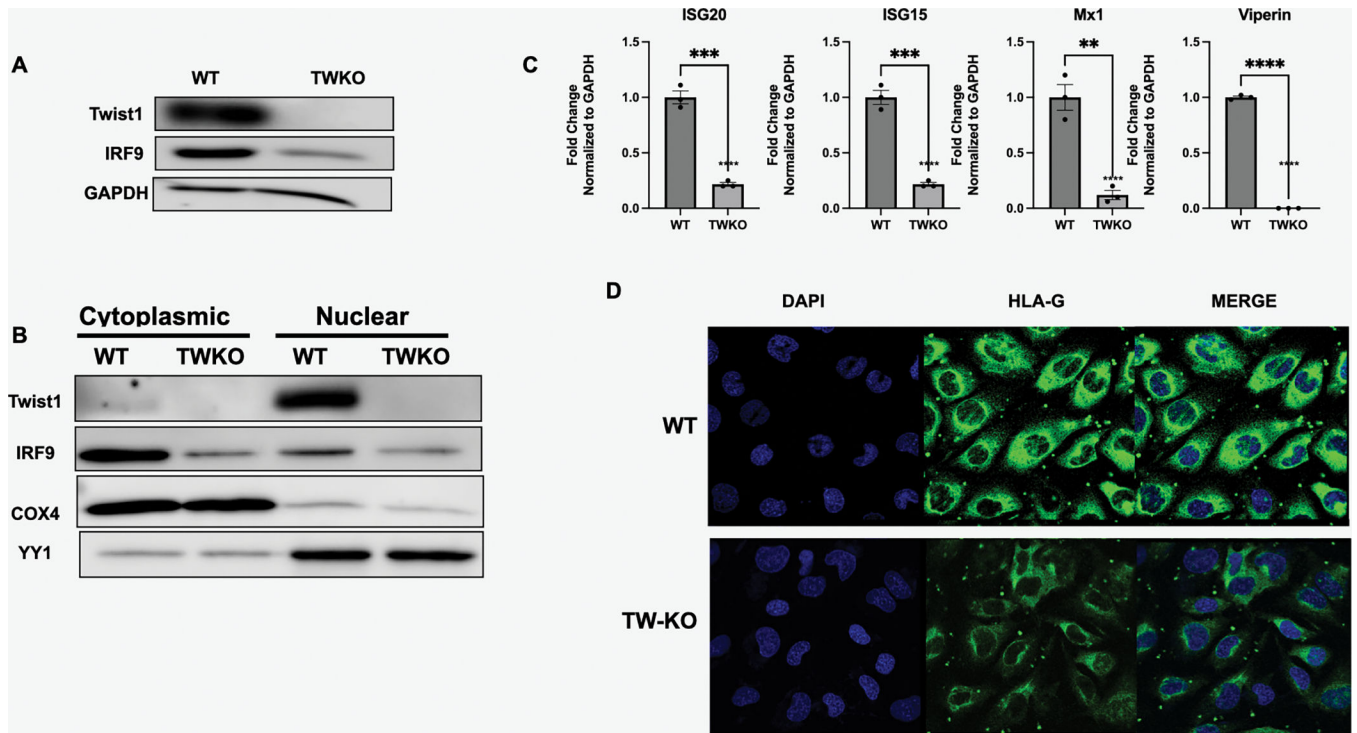 A
WT TWKO
Twist1
IRF9
GAPDH
B
Cytoplasmic Nuclear
WT TWKO WT TWKO
Twist1
IRF9
COX4
YY1
C
ISG20
Fold Change
Normalized to GAPDH
1.5
1.0
0.5
0.0
***
****
WT TWKO
ISG15
Fold Change
Normalized to GAPDH
1.5
1.0
0.5
0.0
***
****
WT TWKO
Mx1
Fold Change
Normalized to GAPDH
1.5
1.0
0.5
0.0
**
****
WT TWKO
Viperin
Fold Change
Normalized to GAPDH
1.5
1.0
0.5
0.0
****
****
WT TWKO
D
DAPI HLA-G MERGE
WT
TW-KO